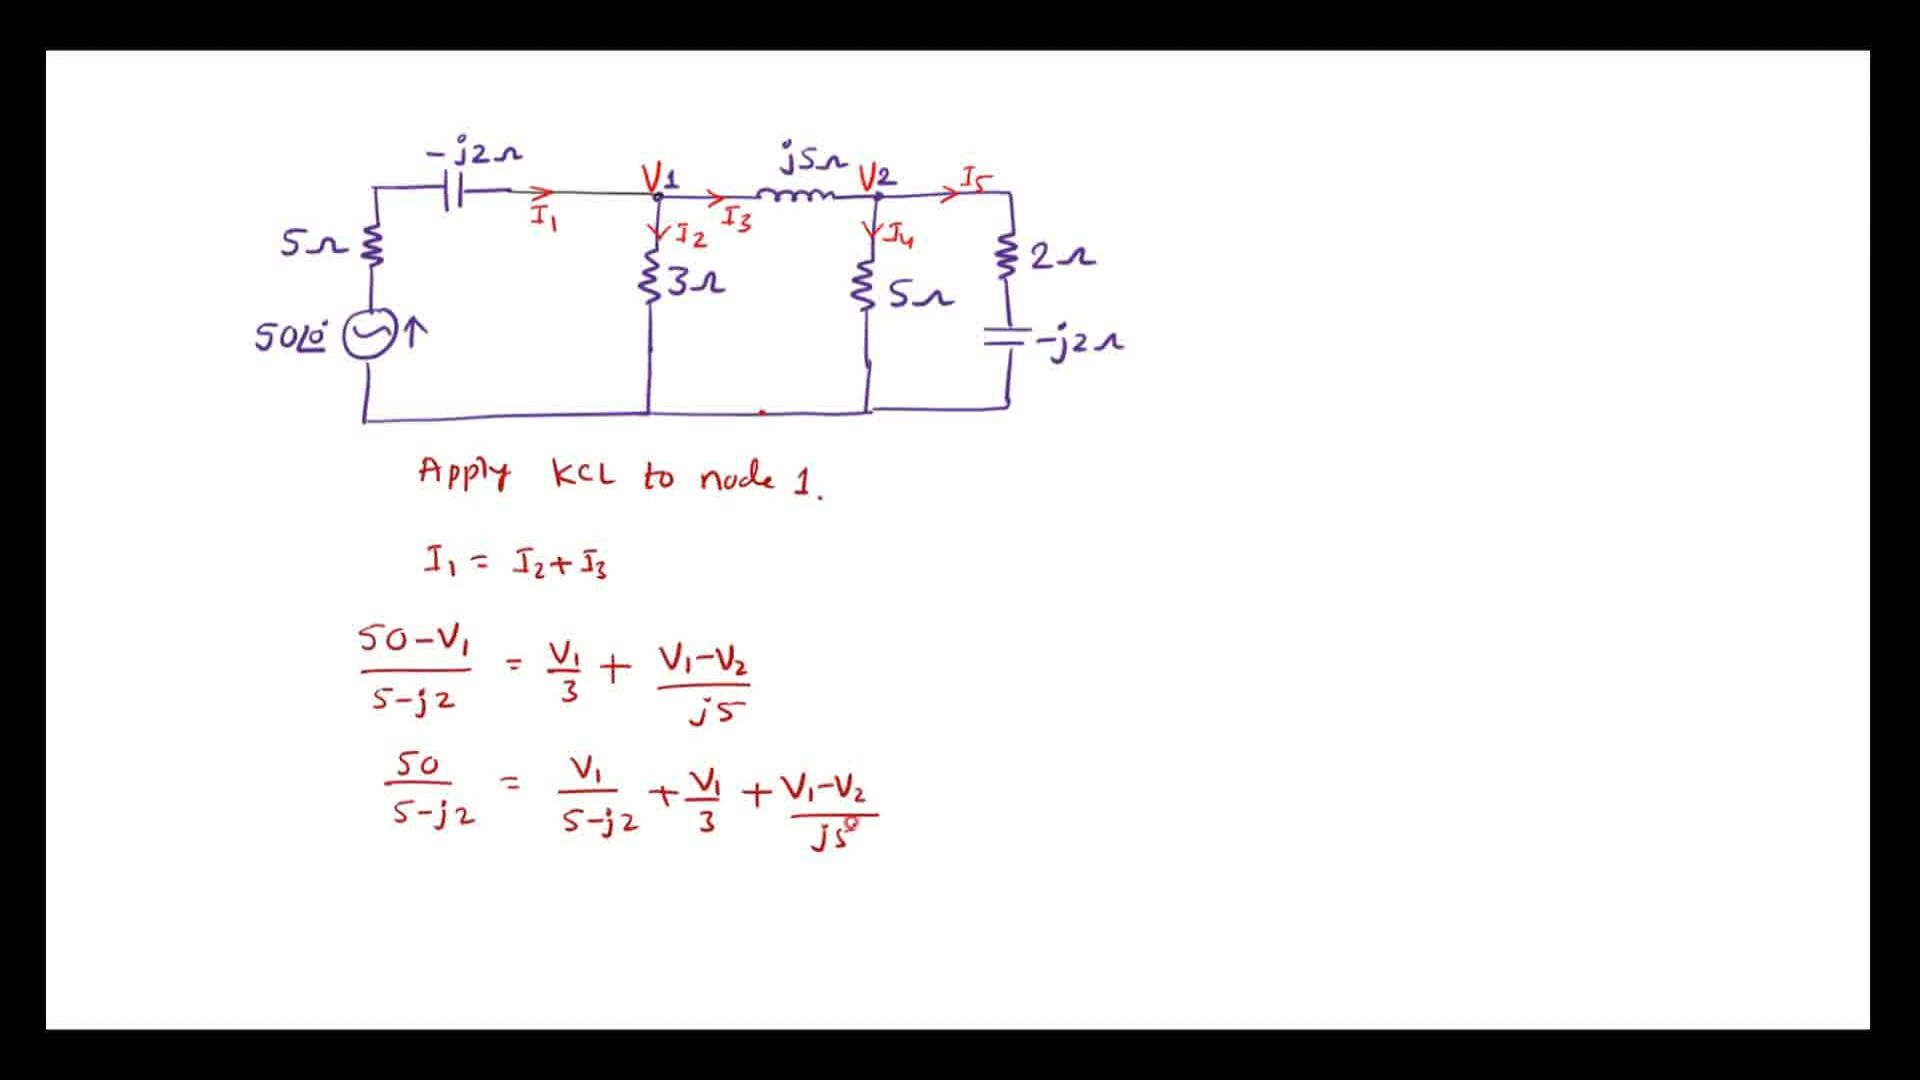 -j2Ω
j5Ω
V1
V2
I5
I1
I2
I3
I4
5Ω
3Ω
5Ω
2Ω
50∠0°
-j2Ω
Apply KCL to node 1.
I1 = I2 + I3
(50-V1)/(5-j2) = V1/3 + (V1-V2)/j5
50/(5-j2) = V1/(5-j2) + V1/3 + (V1-V2)/j5